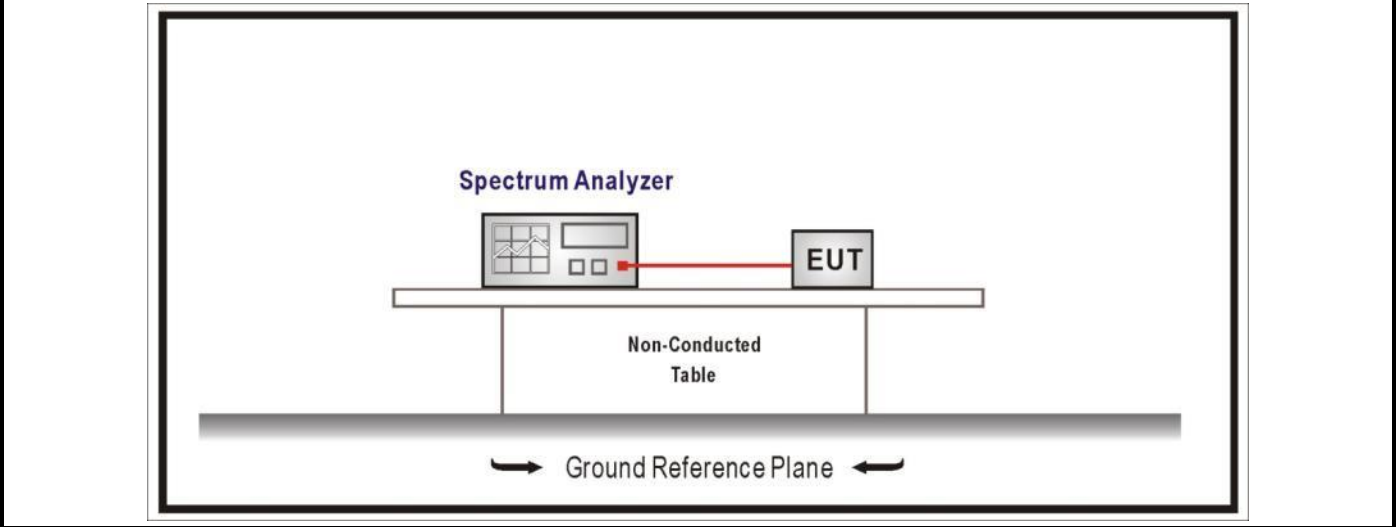 Spectrum Analyzer
EUT
Non-Conducted
Table
Ground Reference Plane